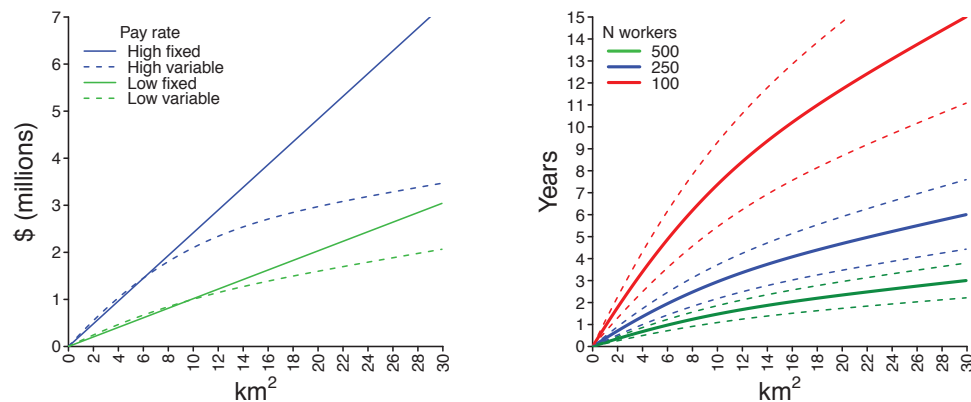 7
6
5
4
3
2
1
0
$ (millions)
Pay rate
High fixed
High variable
Low fixed
Low variable
0 2 4 6 8 10 12 14 16 18 20 22 24 26 28 30
km2
15
14
13
12
11
10
9
8
7
6
5
4
3
2
1
0
Years
N workers
500
250
100
0 2 4 6 8 10 12 14 16 18 20 22 24 26 28 30
km2